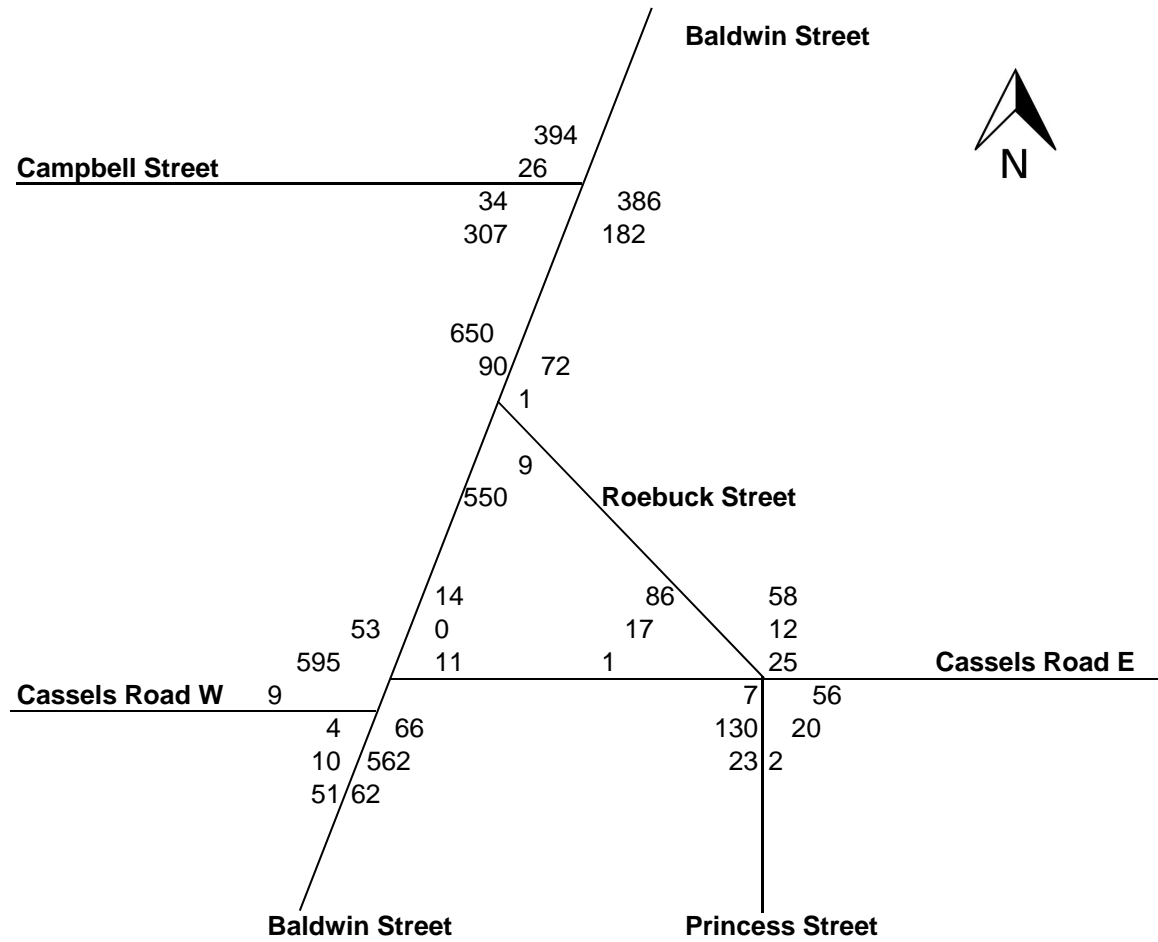 Baldwin Street
394
Campbell Street 26
N
34 386
307 182
650
90 72
1
9
550 Roebuck Street
14 86 58
53 0 17 12
595 11 1 25 Cassels Road E
Cassels Road W 9 7 56
4 66 130 20
10 562 23 2
51 62
Baldwin Street Princess Street